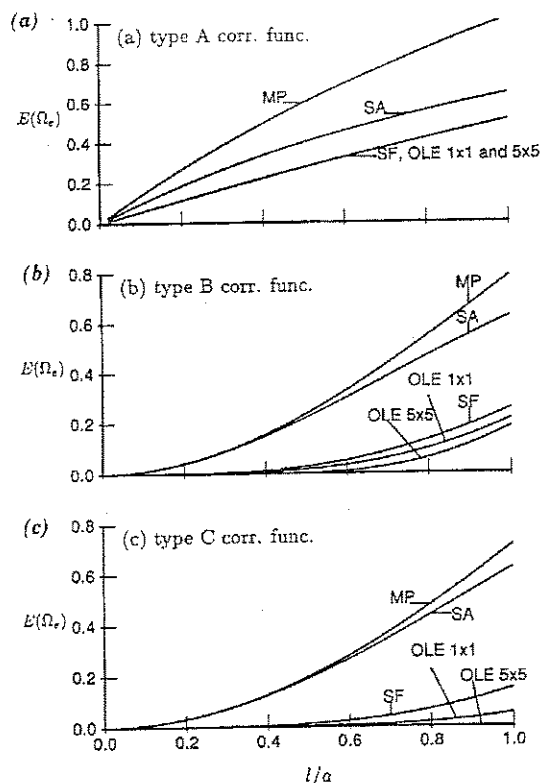 (a)
(a) type A corr. func.
1.0
0.8
0.6
0.4
0.2
0.0
E(Ωₑ)
MP
SA
SF, OLE 1x1 and 5x5
(b)
(b) type B corr. func.
0.8
0.6
0.4
0.2
0.0
E(Ωₑ)
MP
SA
OLE 1x1
OLE 5x5
SF
(c)
(c) type C corr. func.
0.8
0.6
0.4
0.2
0.0
E(Ωₑ)
MP
SA
OLE 1x1
OLE 5x5
SF
0.0 0.2 0.4 0.6 0.8 1.0
l/a